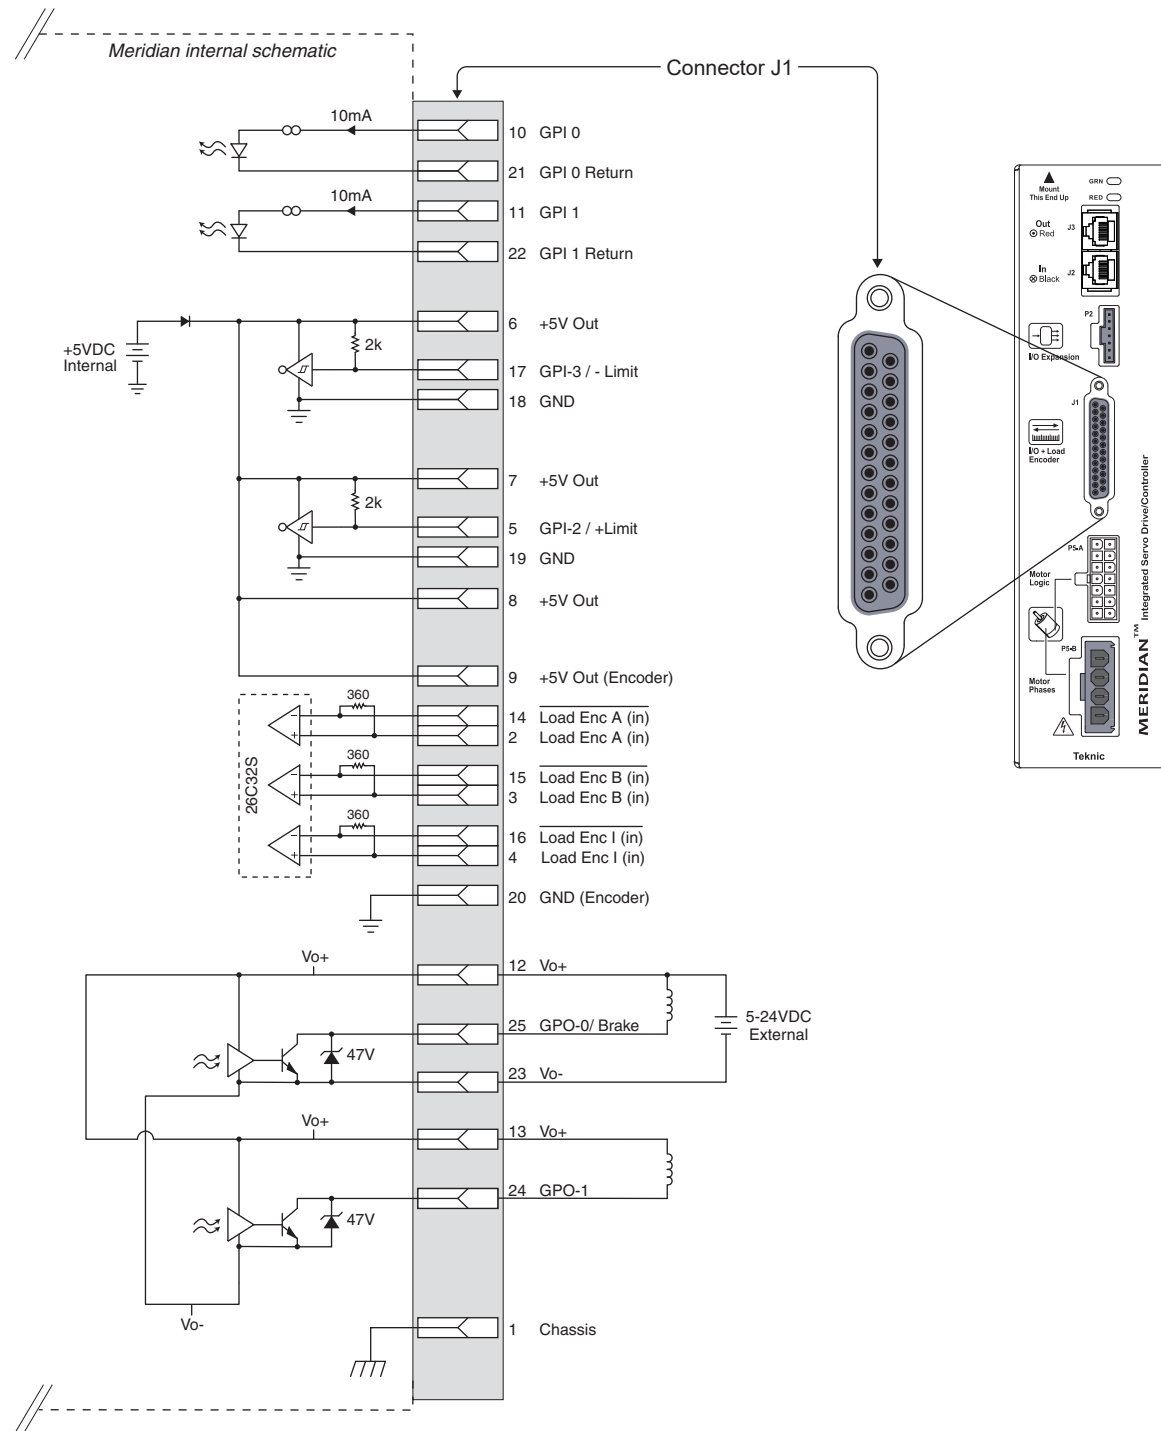 Meridian internal schematic
Connector J1
10mA
10 GPI 0
21 GPI 0 Return
10mA
11 GPI 1
22 GPI 1 Return
+5VDC
Internal
6 +5V Out
2k
17 GPI-3 / - Limit
18 GND
7 +5V Out
2k
5 GPI-2 / +Limit
19 GND
8 +5V Out
9 +5V Out (Encoder)
26C32S
360
14 Load Enc A (in)
2 Load Enc A (in)
360
15 Load Enc B (in)
3 Load Enc B (in)
360
16 Load Enc I (in)
4 Load Enc I (in)
20 GND (Encoder)
Vo+
12 Vo+
25 GPO-0/ Brake
47V
23 Vo-
5-24VDC
External
Vo+
13 Vo+
24 GPO-1
47V
Vo-
1 Chassis
Mount
This End Up
GRN
RED
Out
Red
J3
In
Black
J2
P2
I/O Expansion
J1
I/O + Load
Encoder
P5-A
Motor
Logic
P5-B
Motor
Phases
MERIDIAN™ Integrated Servo Drive/Controller
Teknic